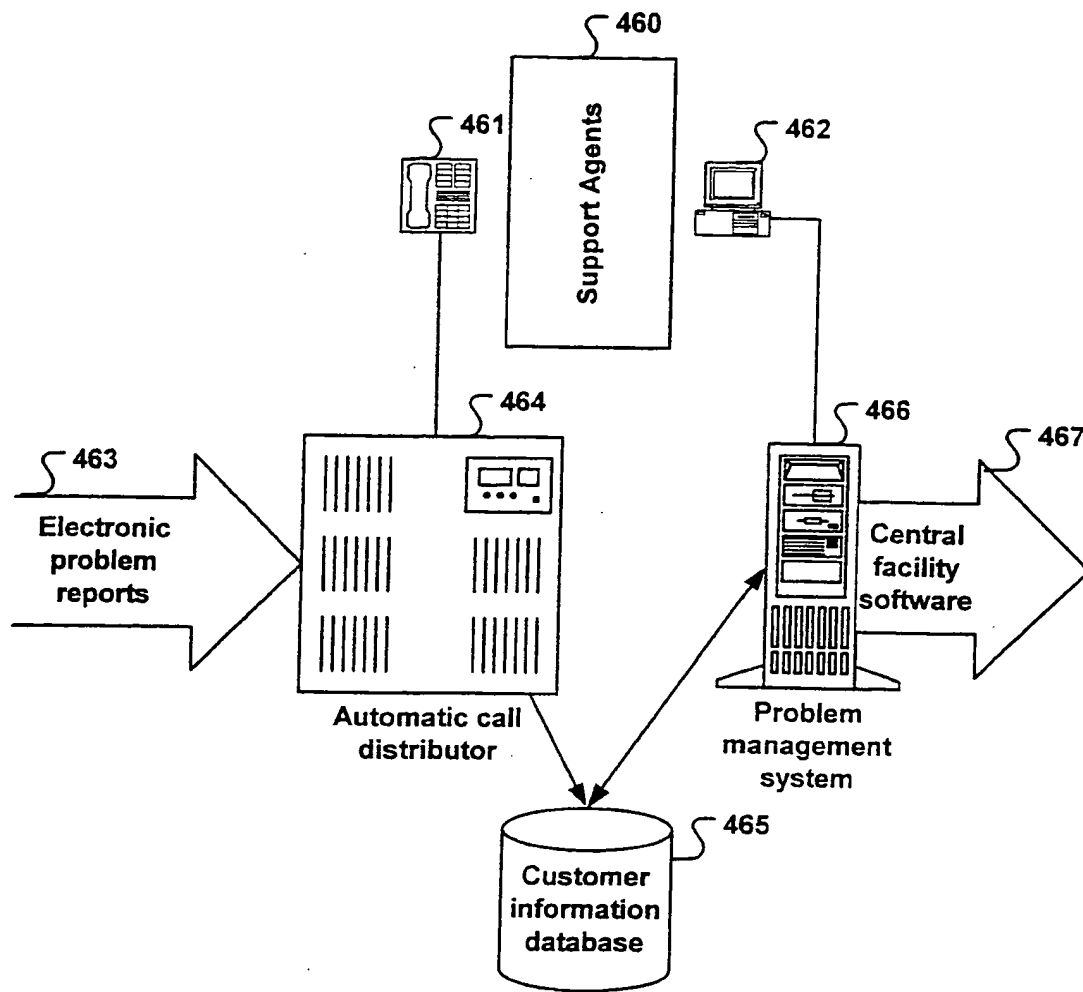 460
461
Support Agents
462
464
466
467
463
Electronic
problem
reports
Central
facility
software
Automatic call
distributor
Problem
management
system
465
Customer
information
database